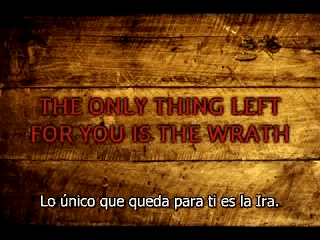 THE ONLY THING LEFT
FOR YOU IS THE WRATH
Lo único que queda para ti es la Ira.